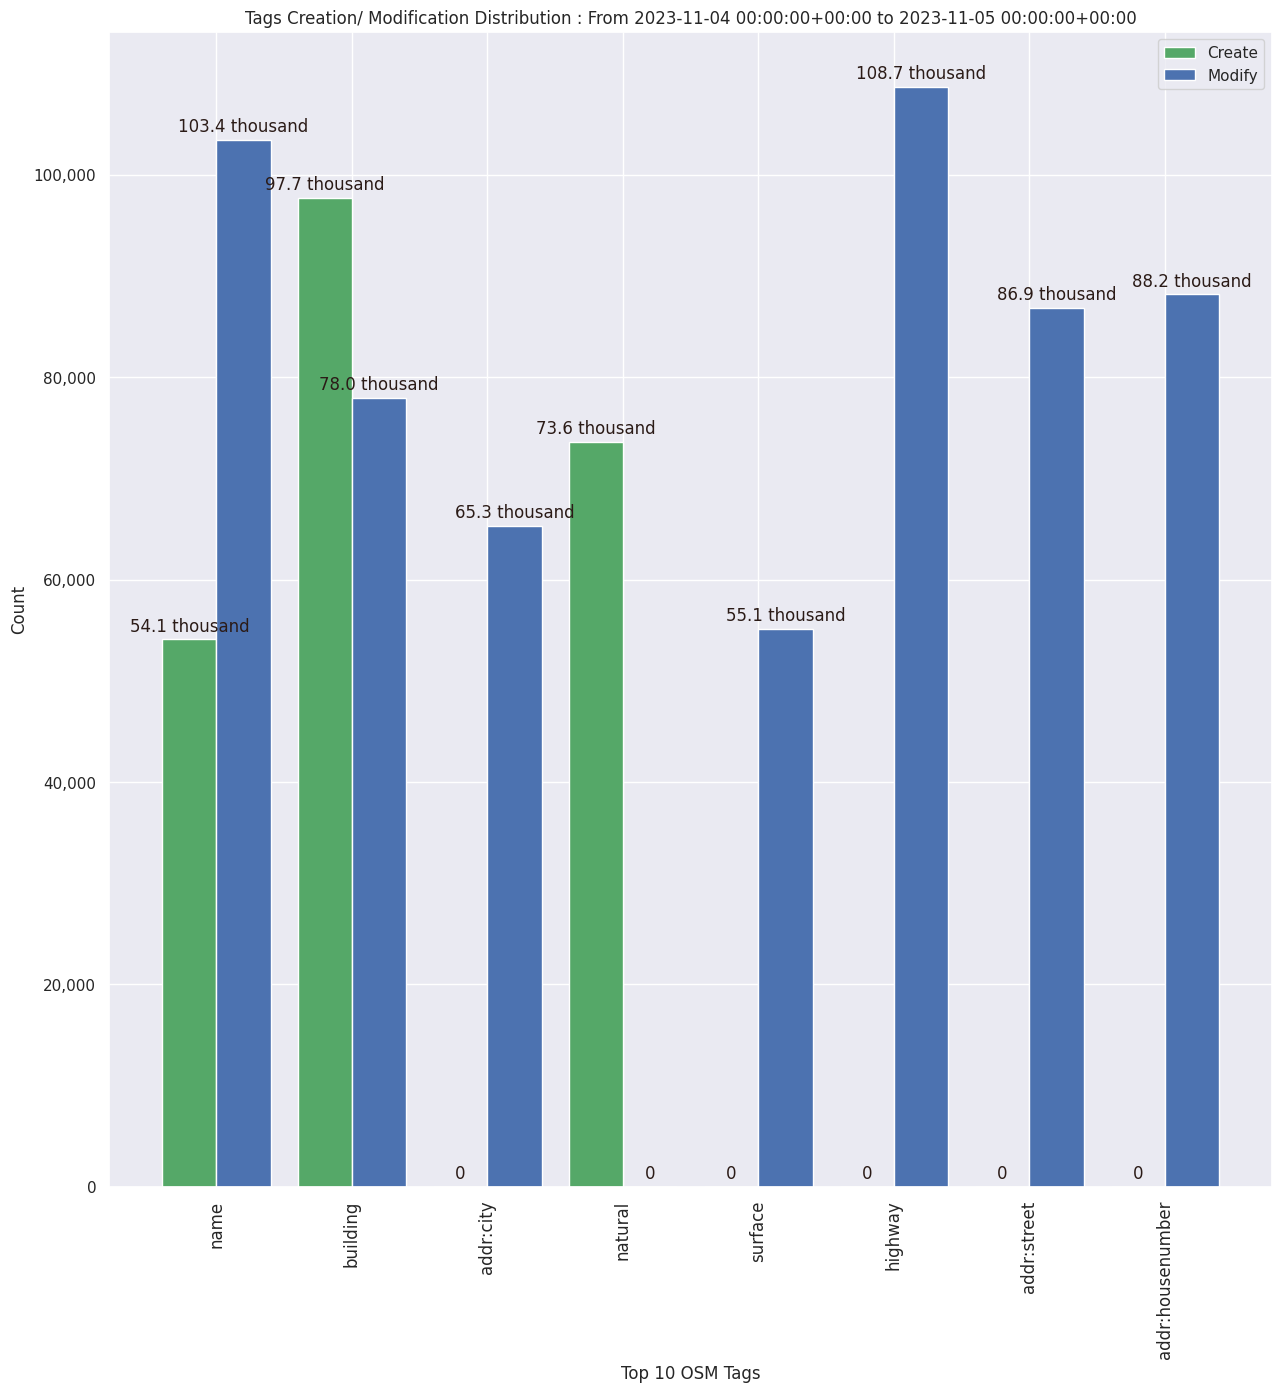 Tags Creation/ Modification Distribution : From 2023-11-04 00:00:00+00:00 to 2023-11-05 00:00:00+00:00
Create
Modify
108.7 thousand
103.4 thousand
97.7 thousand
88.2 thousand
86.9 thousand
78.0 thousand
73.6 thousand
65.3 thousand
55.1 thousand
54.1 thousand
0 0 0 0 0 0
100,000
80,000
60,000
40,000
20,000
0
Count
name
building
addr:city
natural
surface
highway
addr:street
addr:housenumber
Top 10 OSM Tags